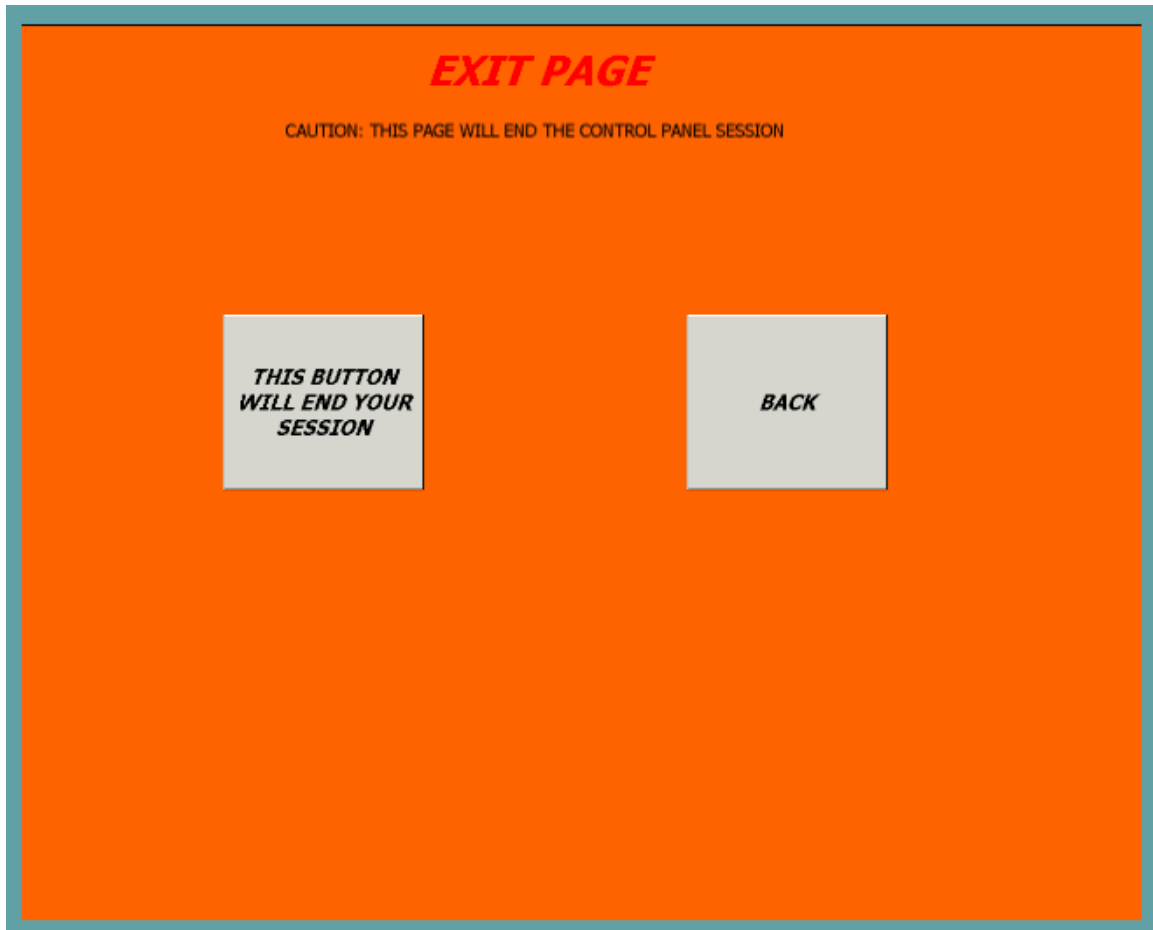 EXIT PAGE
CAUTION: THIS PAGE WILL END THE CONTROL PANEL SESSION
THIS BUTTON
WILL END YOUR
SESSION
BACK